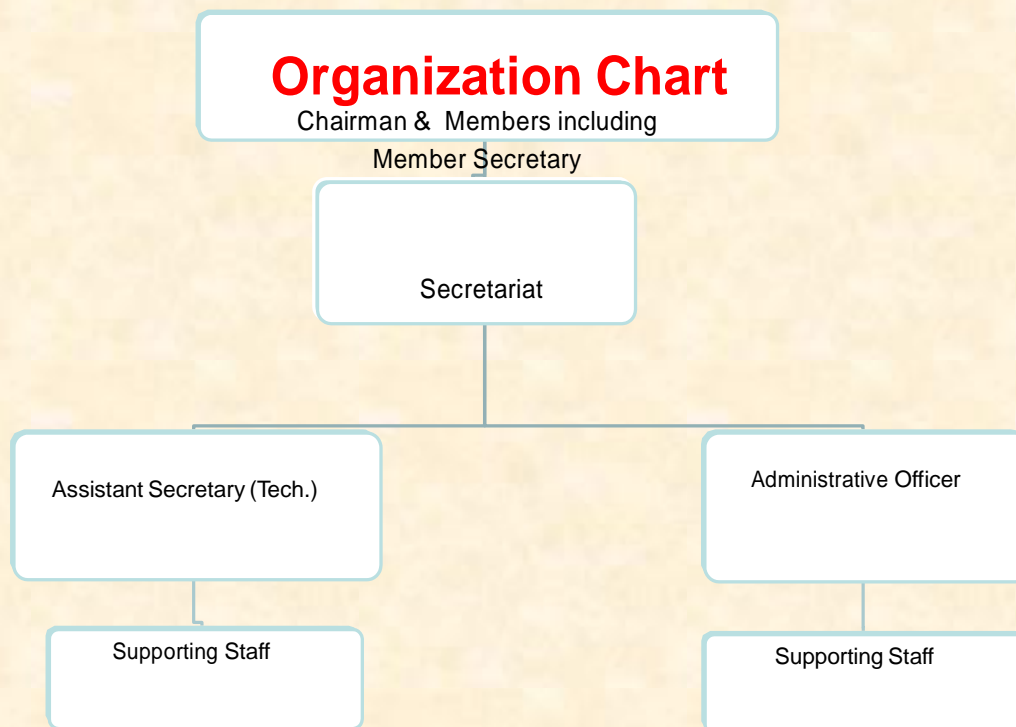 Organization Chart
Chairman & Members including
Member Secretary
Secretariat
Assistant Secretary (Tech.)
Administrative Officer
Supporting Staff
Supporting Staff